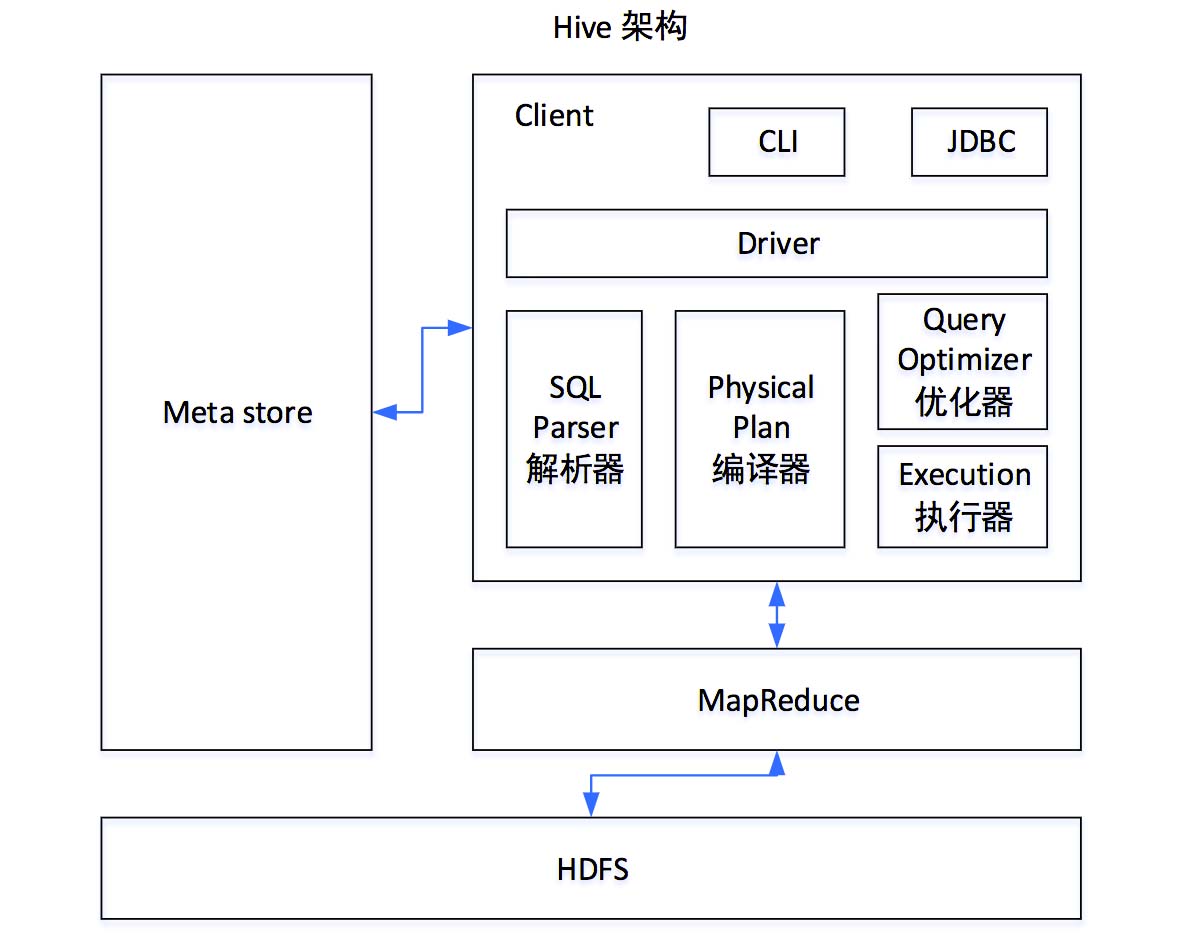 Hive 架构
Client
CLI
JDBC
Driver
Meta store
SQL
Parser
解析器
Physical
Plan
编译器
Query
Optimizer
优化器
Execution
执行器
MapReduce
HDFS